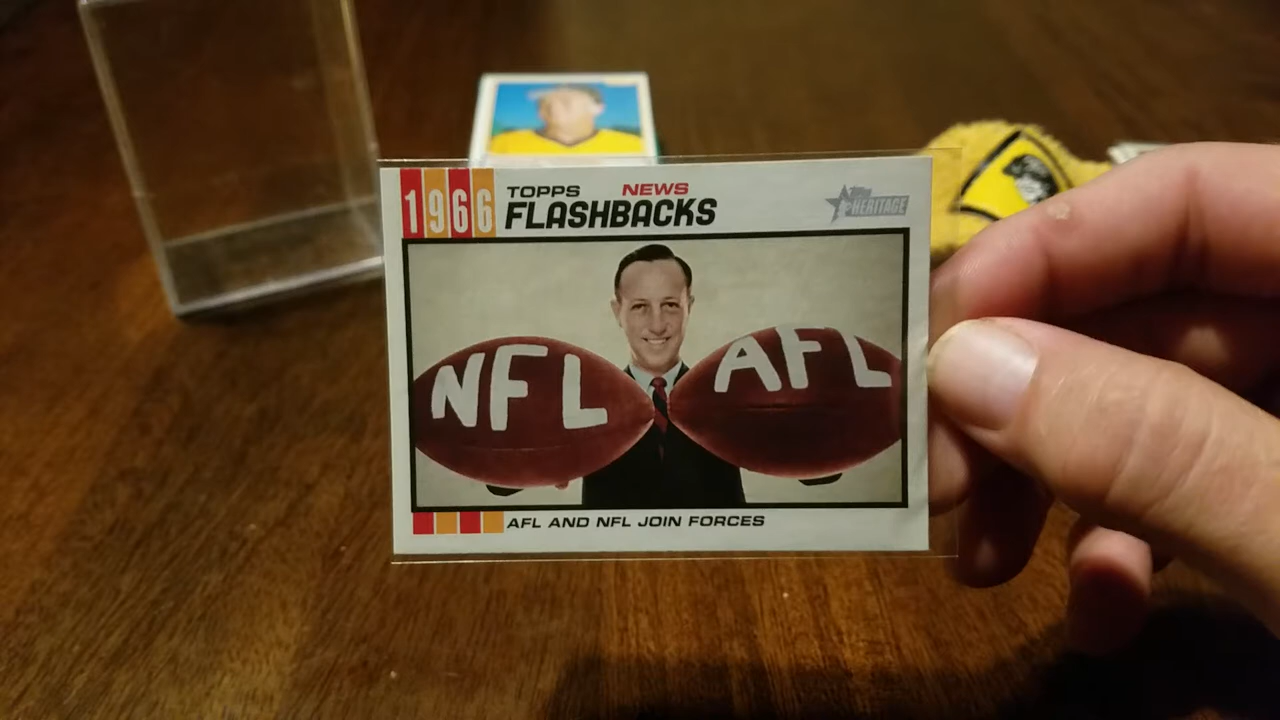 1966 TOPPS NEWS
FLASHBACKS
HERITAGE
NFL
AFL
AFL AND NFL JOIN FORCES